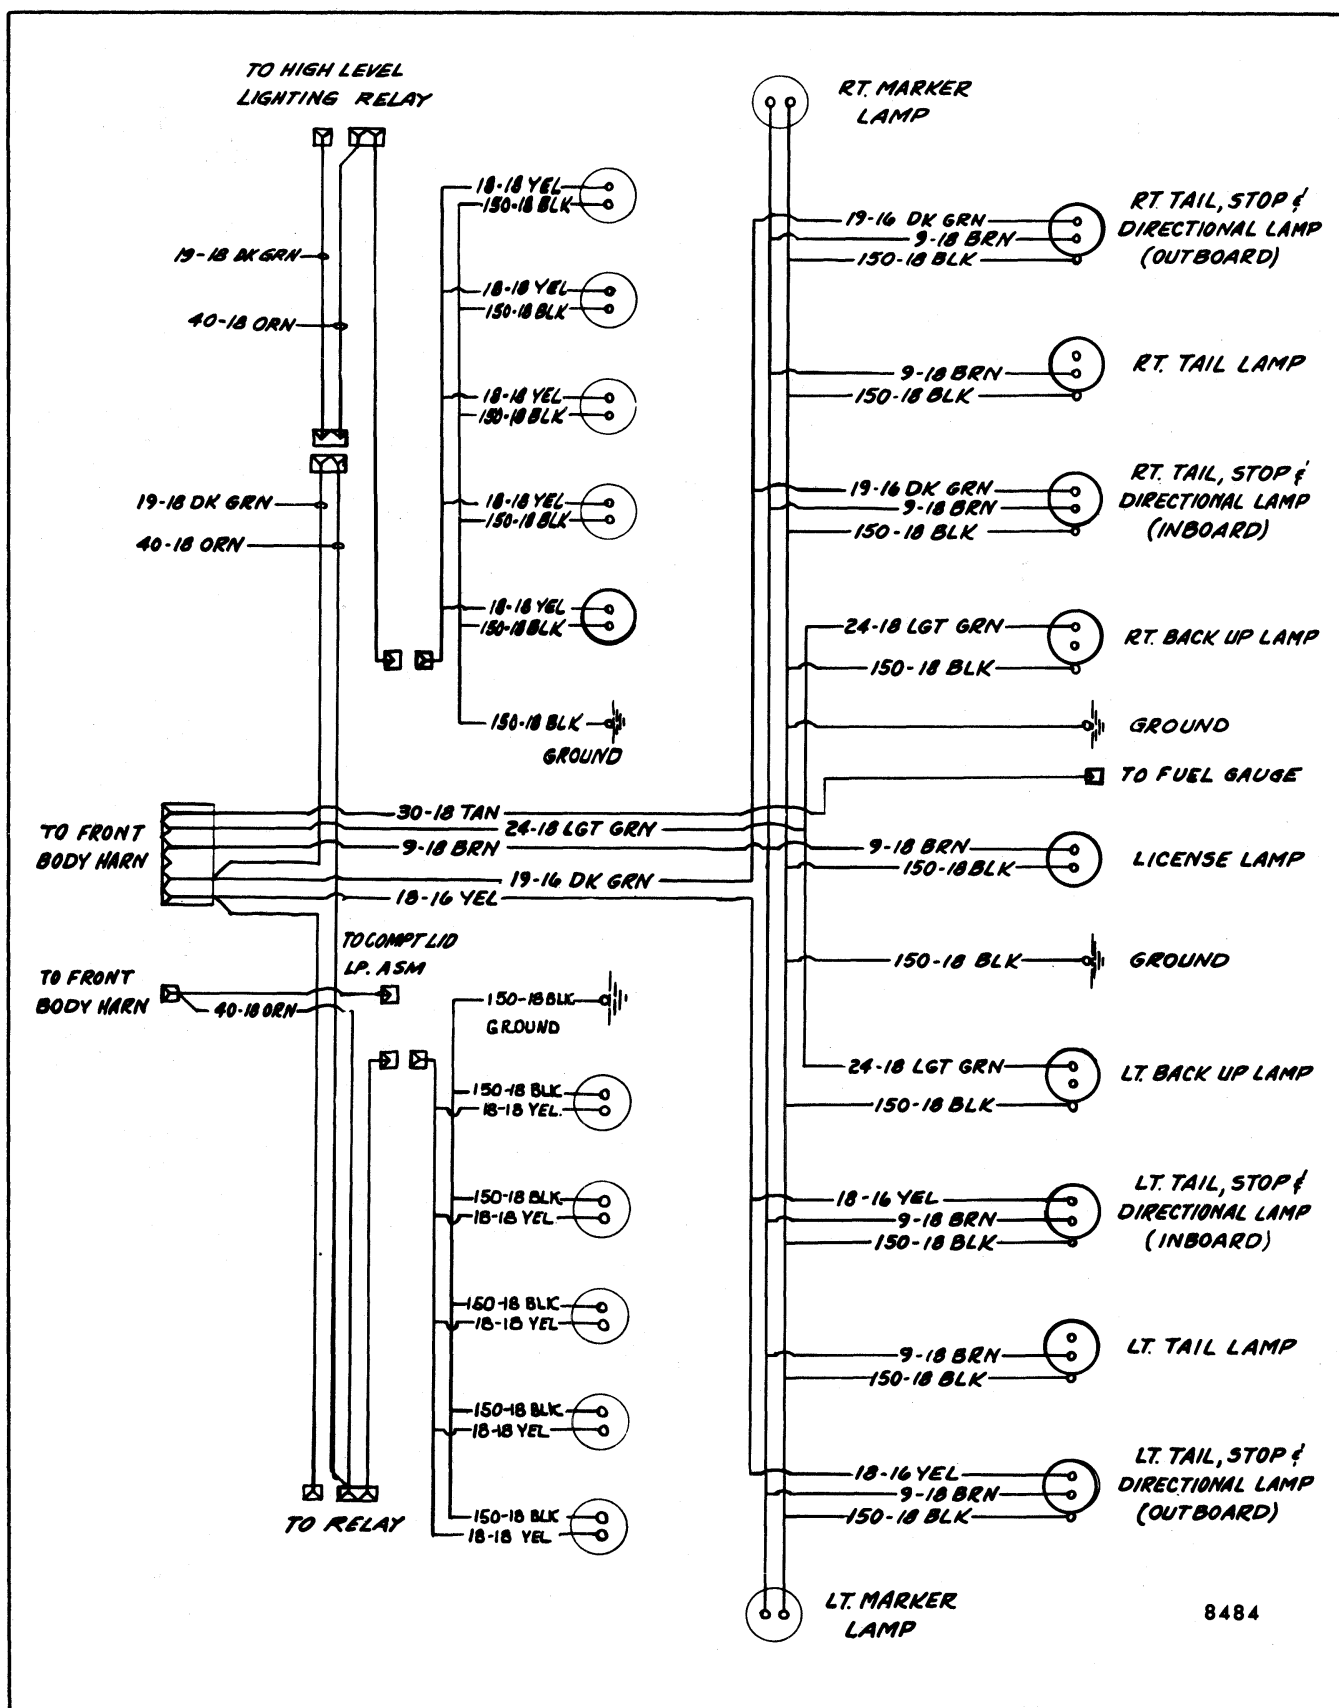 TO HIGH LEVEL
LIGHTING RELAY
19-18 DK GRN
40-18 ORN
19-18 DK GRN
40-18 ORN
18-18 YEL
150-18 BLK
18-18 YEL
150-18 BLK
18-18 YEL
150-18 BLK
18-18 YEL
150-18 BLK
18-18 YEL
150-18 BLK
150-18 BLK
GROUND
TO FRONT
BODY HARN
30-18 TAN
24-18 LGT GRN
9-18 BRN
19-16 DK GRN
18-16 YEL
TO COMPT LID
LP. ASM
TO FRONT
BODY HARN
40-18 ORN
150-18 BLK
GROUND
150-18 BLK
18-18 YEL.
150-18 BLK
18-18 YEL
150-18 BLK
18-18 YEL
150-18 BLK
18-18 YEL
150-18 BLK
18-18 YEL
TO RELAY
RT. MARKER
LAMP
19-16 DK GRN
9-18 BRN
150-18 BLK
RT. TAIL, STOP &
DIRECTIONAL LAMP
(OUTBOARD)
9-18 BRN
150-18 BLK
RT. TAIL LAMP
19-16 DK GRN
9-18 BRN
150-18 BLK
RT. TAIL, STOP &
DIRECTIONAL LAMP
(INBOARD)
24-18 LGT GRN
150-18 BLK
RT. BACK UP LAMP
GROUND
TO FUEL GAUGE
9-18 BRN
150-18 BLK
LICENSE LAMP
150-18 BLK
GROUND
24-18 LGT GRN
150-18 BLK
LT. BACK UP LAMP
18-16 YEL
9-18 BRN
150-18 BLK
LT. TAIL, STOP &
DIRECTIONAL LAMP
(INBOARD)
9-18 BRN
150-18 BLK
LT. TAIL LAMP
18-16 YEL
9-18 BRN
150-18 BLK
LT. TAIL, STOP &
DIRECTIONAL LAMP
(OUTBOARD)
LT. MARKER
LAMP
8484